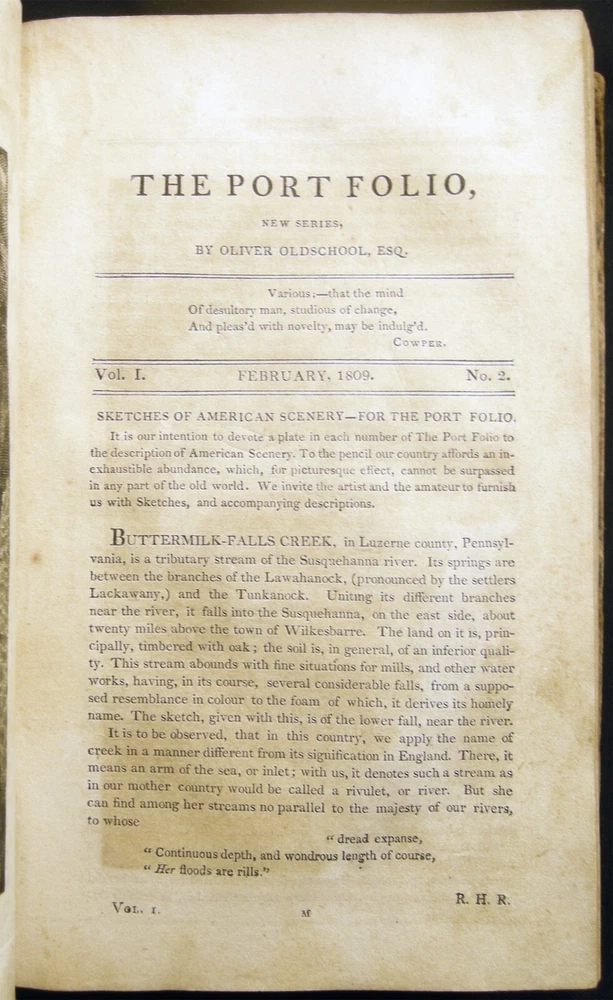 THE PORT FOLIO,
NEW SERIES,
BY OLIVER OLDSCHOOL, ESQ.
Various;—that the mind
Of desultory man, studious of change,
And pleas'd with novelty, may be indulg'd.
COWPER.
Vol. I. FEBRUARY, 1809. No. 2.
SKETCHES OF AMERICAN SCENERY—FOR THE PORT FOLIO.
It is our intention to devote a plate in each number of The Port Folio to
the description of American Scenery. To the pencil our country affords an in-
exhaustible abundance, which, for picturesque effect, cannot be surpassed
in any part of the old world. We invite the artist and the amateur to furnish
us with Sketches, and accompanying descriptions.
BUTTERMILK-FALLS CREEK, in Luzerne county, Pennsyl-
vania, is a tributary stream of the Susquehanna river. Its springs are
between the branches of the Lawahanock, (pronounced by the settlers
Lackawany,) and the Tunkanock. Uniting its different branches
near the river, it falls into the Susquehanna, on the east side, about
twenty miles above the town of Wilkesbarre. The land on it is, prin-
cipally, timbered with oak; the soil is, in general, of an inferior quali-
ty. This stream abounds with fine situations for mills, and other water
works, having, in its course, several considerable falls, from a suppo-
sed resemblance in colour to the foam of which, it derives its homely
name. The sketch, given with this, is of the lower fall, near the river.
It is to be observed, that in this country, we apply the name of
creek in a manner different from its signification in England. There, it
means an arm of the sea, or inlet; with us, it denotes such a stream as
in our mother country would be called a rivulet, or river. But she
can find among her streams no parallel to the majesty of our rivers,
to whose
" dread expanse,
" Continuous depth, and wondrous length of course,
" Her floods are rills."
R. H. R.
VOL. I. M